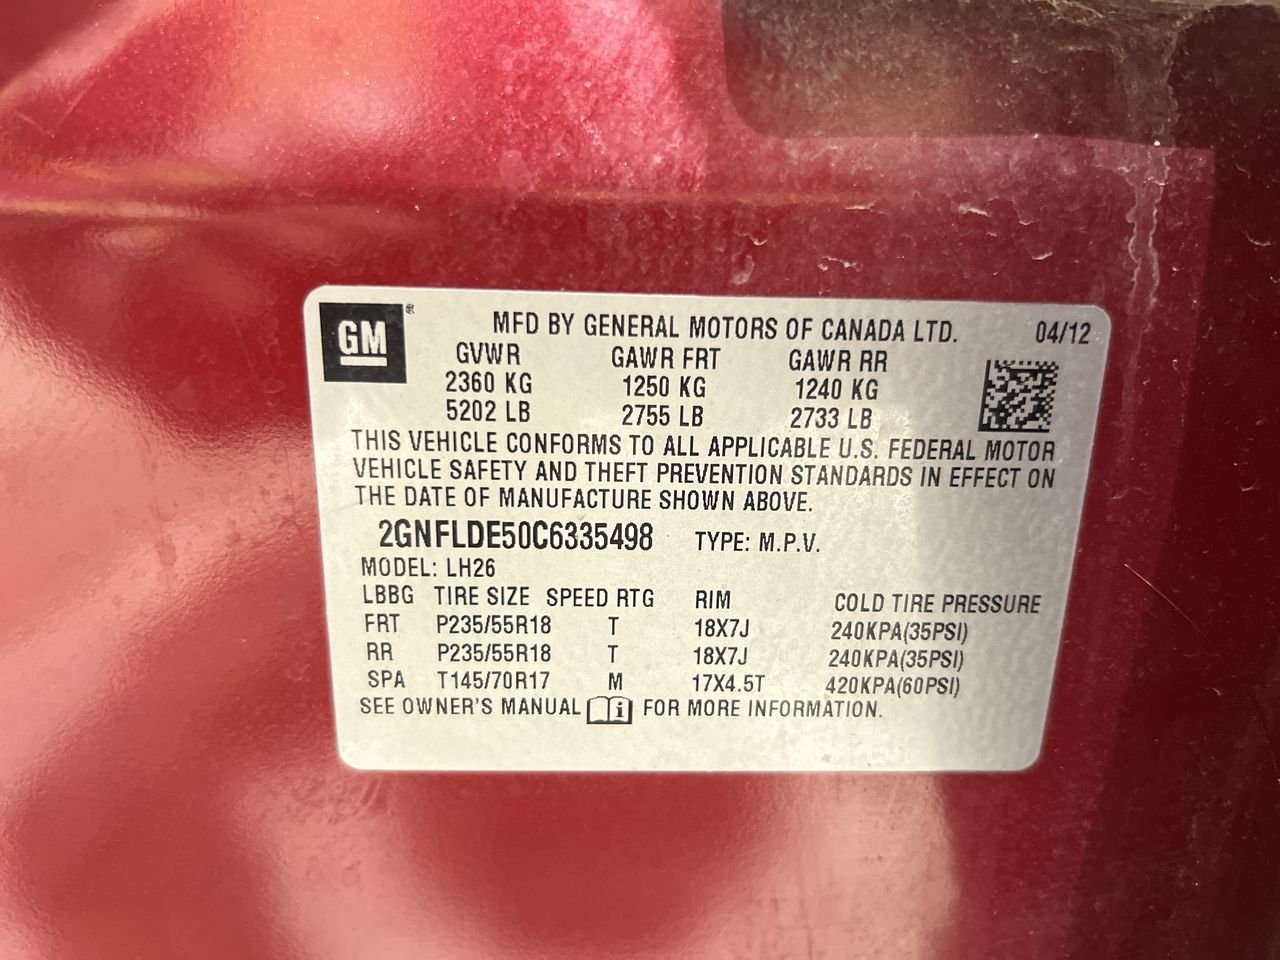 GM®
MFD BY GENERAL MOTORS OF CANADA LTD. 04/12
GVWR GAWR FRT GAWR RR
2360 KG 1250 KG 1240 KG
5202 LB 2755 LB 2733 LB
THIS VEHICLE CONFORMS TO ALL APPLICABLE U.S. FEDERAL MOTOR
VEHICLE SAFETY AND THEFT PREVENTION STANDARDS IN EFFECT ON
THE DATE OF MANUFACTURE SHOWN ABOVE.
2GNFLDE50C6335498 TYPE: M.P.V.
MODEL: LH26
LBBG TIRE SIZE SPEED RTG RIM COLD TIRE PRESSURE
FRT P235/55R18 T 18X7J 240KPA(35PSI)
RR P235/55R18 T 18X7J 240KPA(35PSI)
SPA T145/70R17 M 17X4.5T 420KPA(60PSI)
SEE OWNER'S MANUAL i FOR MORE INFORMATION.